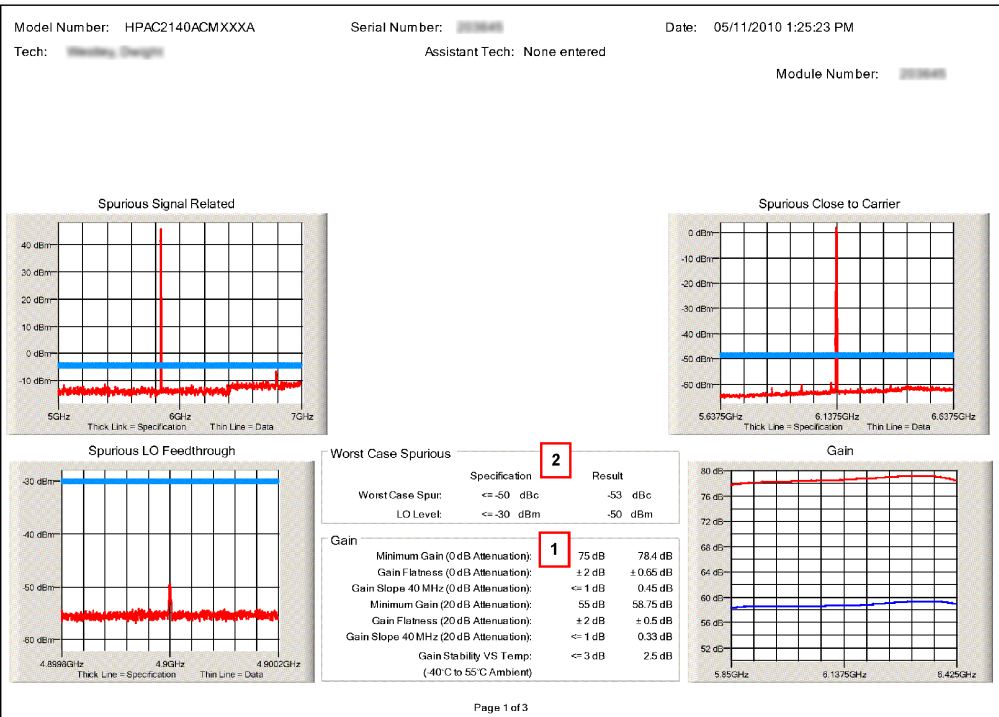 Model Number: HPAC2140ACMXXXA Serial Number: Date: 05/11/2010 1:25:23 PM
Tech: Assistant Tech: None entered
Module Number:
Spurious Signal Related
40 dBm
30 dBm
20 dBm
10 dBm
0 dBm
-10 dBm
5GHz 6GHz 7GHz
Thick Link = Specification Thin Line = Data
Spurious Close to Carrier
0 dBm
-10 dBm
-20 dBm
-30 dBm
-40 dBm
-50 dBm
-60 dBm
5.6375GHz 6.1375GHz 6.6375GHz
Thick Line = Specification Thin Line = Data
Spurious LO Feedthrough
-30 dBm
-40 dBm
-50 dBm
-60 dBm
4.8998GHz 4.9GHz 4.9002GHz
Thick Line = Specification Thin Line = Data
Worst Case Spurious 2
Specification Result
Worst Case Spur: <= -50 dBc -53 dBc
LO Level: <= -30 dBm -50 dBm
Gain 1
Minimum Gain (0 dB Attenuation): 75 dB 78.4 dB
Gain Flatness (0 dB Attenuation): ± 2 dB ± 0.65 dB
Gain Slope 40 MHz (0 dB Attenuation): <= 1 dB 0.45 dB
Minimum Gain (20 dB Attenuation): 55 dB 58.75 dB
Gain Flatness (20 dB Attenuation): ± 2 dB ± 0.5 dB
Gain Slope 40 MHz (20 dB Attenuation): <= 1 dB 0.33 dB
Gain Stability VS Temp: <= 3 dB 2.5 dB
(-40°C to 55°C Ambient)
Gain
80 dB
76 dB
72 dB
68 dB
64 dB
60 dB
56 dB
52 dB
5.85GHz 6.1375GHz 6.425GHz
Page 1 of 3